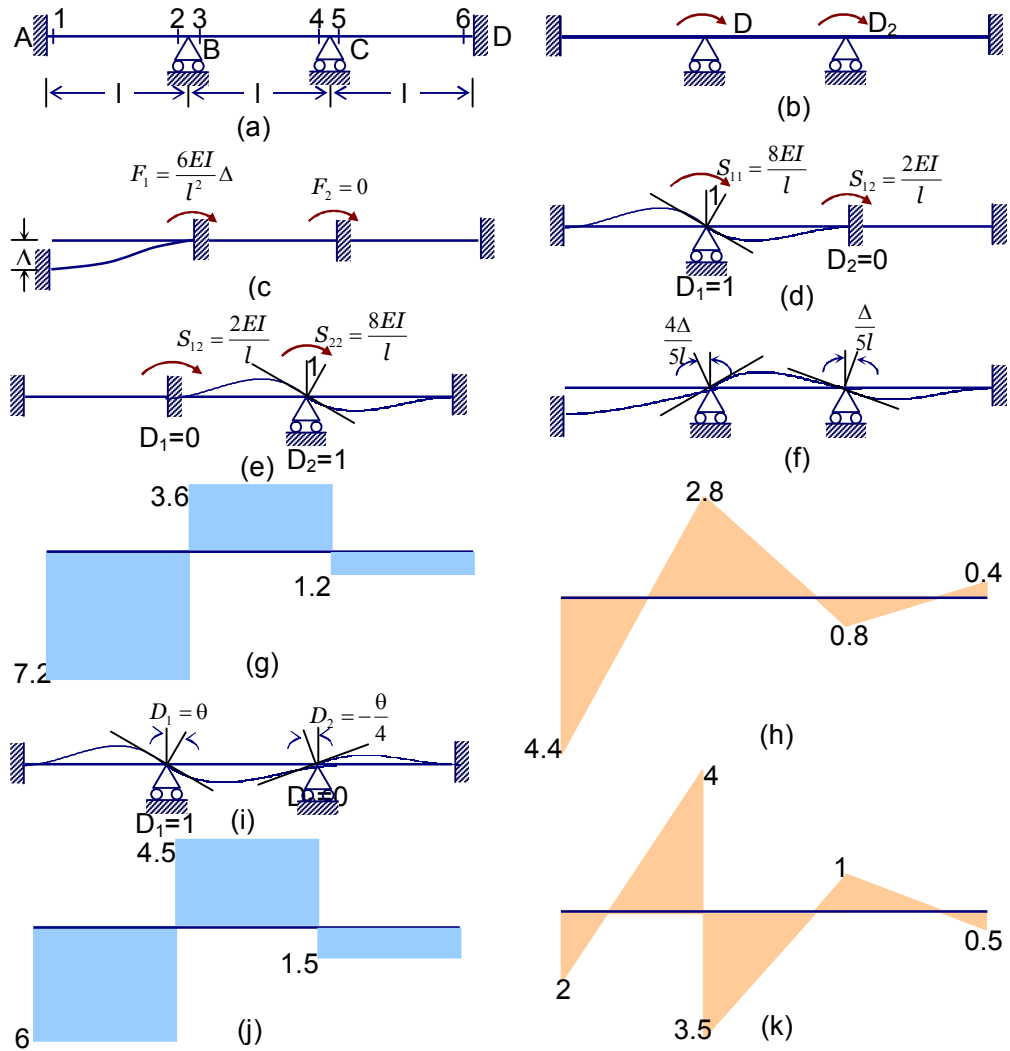 A 1 2 3 4 5 6 D
B C
l l l
(a)
D D₂
(b)
F₁ = 6EI/l² Δ
F₂ = 0
Δ
(c)
S₁₁ = 8EI/l
S₁₂ = 2EI/l
1
D₁=1
D₂=0
(d)
S₁₂ = 2EI/l
S₂₂ = 8EI/l
1
D₁=0
D₂=1
(e)
4Δ/5l
Δ/5l
(f)
3.6
1.2
7.2
(g)
2.8
0.4
0.8
4.4
(h)
D₁ = θ
D₂ = −θ/4
D₁=1
=0
(i)
4.5
1.5
6
(j)
4
1
0.5
2
3.5
(k)